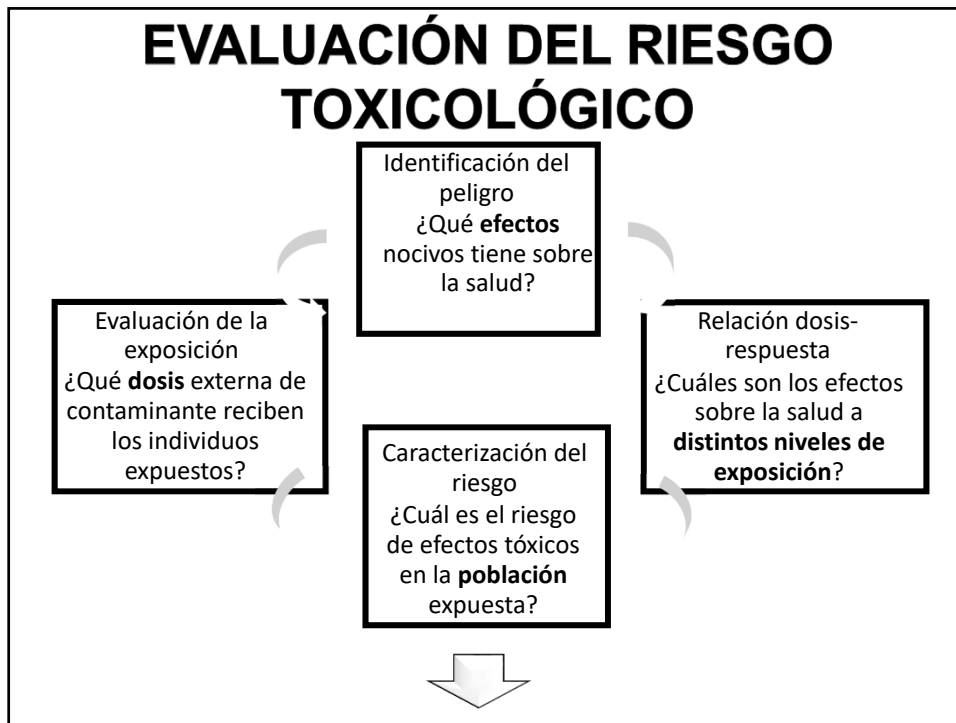 EVALUACIÓN DEL RIESGO
TOXICOLÓGICO
Identificación del
peligro
¿Qué efectos
nocivos tiene sobre
la salud?
Evaluación de la
exposición
¿Qué dosis externa de
contaminante reciben
los individuos
expuestos?
Relación dosis-
respuesta
¿Cuáles son los efectos
sobre la salud a
distintos niveles de
exposición?
Caracterización del
riesgo
¿Cuál es el riesgo
de efectos tóxicos
en la población
expuesta?